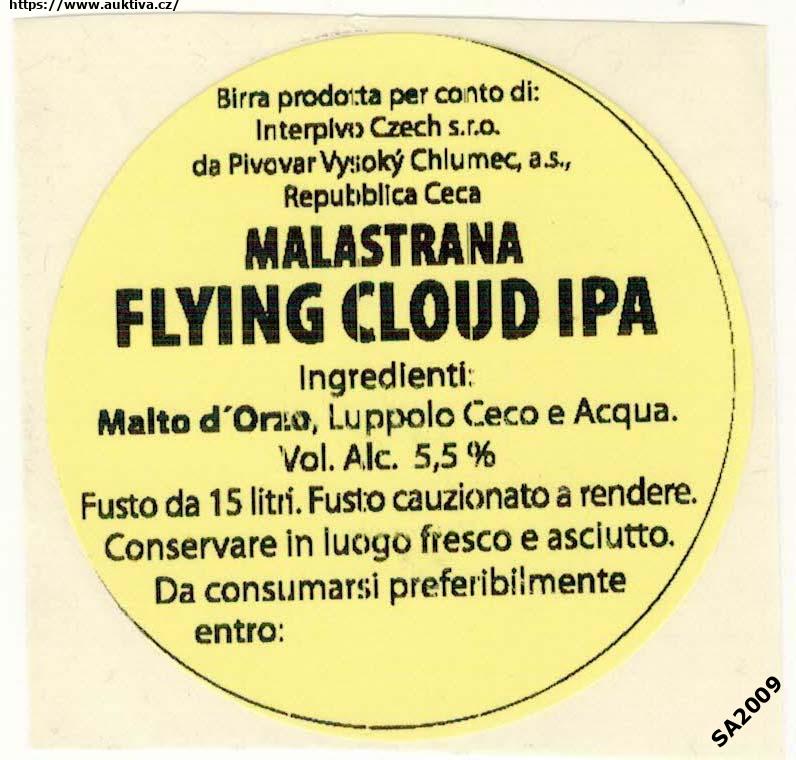 https://www.auktiva.cz/
Birra prodotta per conto di:
Interpivo Czech s.r.o.
da Pivovar Vysoký Chlumec, a.s.,
Repubblica Ceca
MALASTRANA
FLYING CLOUD IPA
Ingredienti:
Malto d´Orzo, Luppolo Ceco e Acqua.
Vol. Alc. 5,5 %
Fusto da 15 litri. Fusto cauzionato a rendere.
Conservare in luogo fresco e asciutto.
Da consumarsi preferibilmente
entro:
SA2009